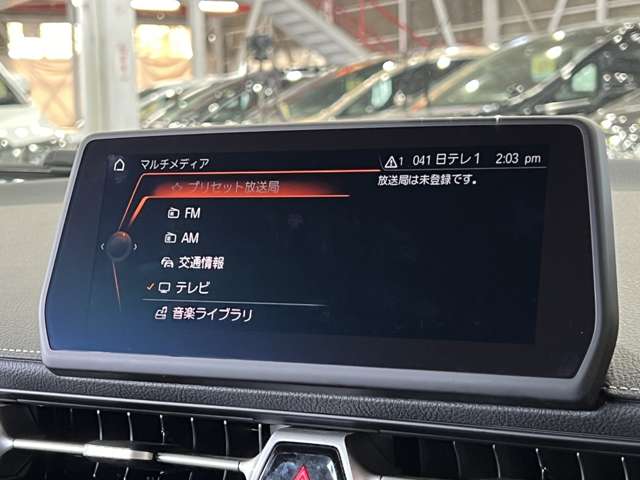 マルチメディア
1 041 日テレ1 2:03 pm
プリセット放送局
放送局は未登録です。
FM
AM
交通情報
テレビ
音楽ライブラリ